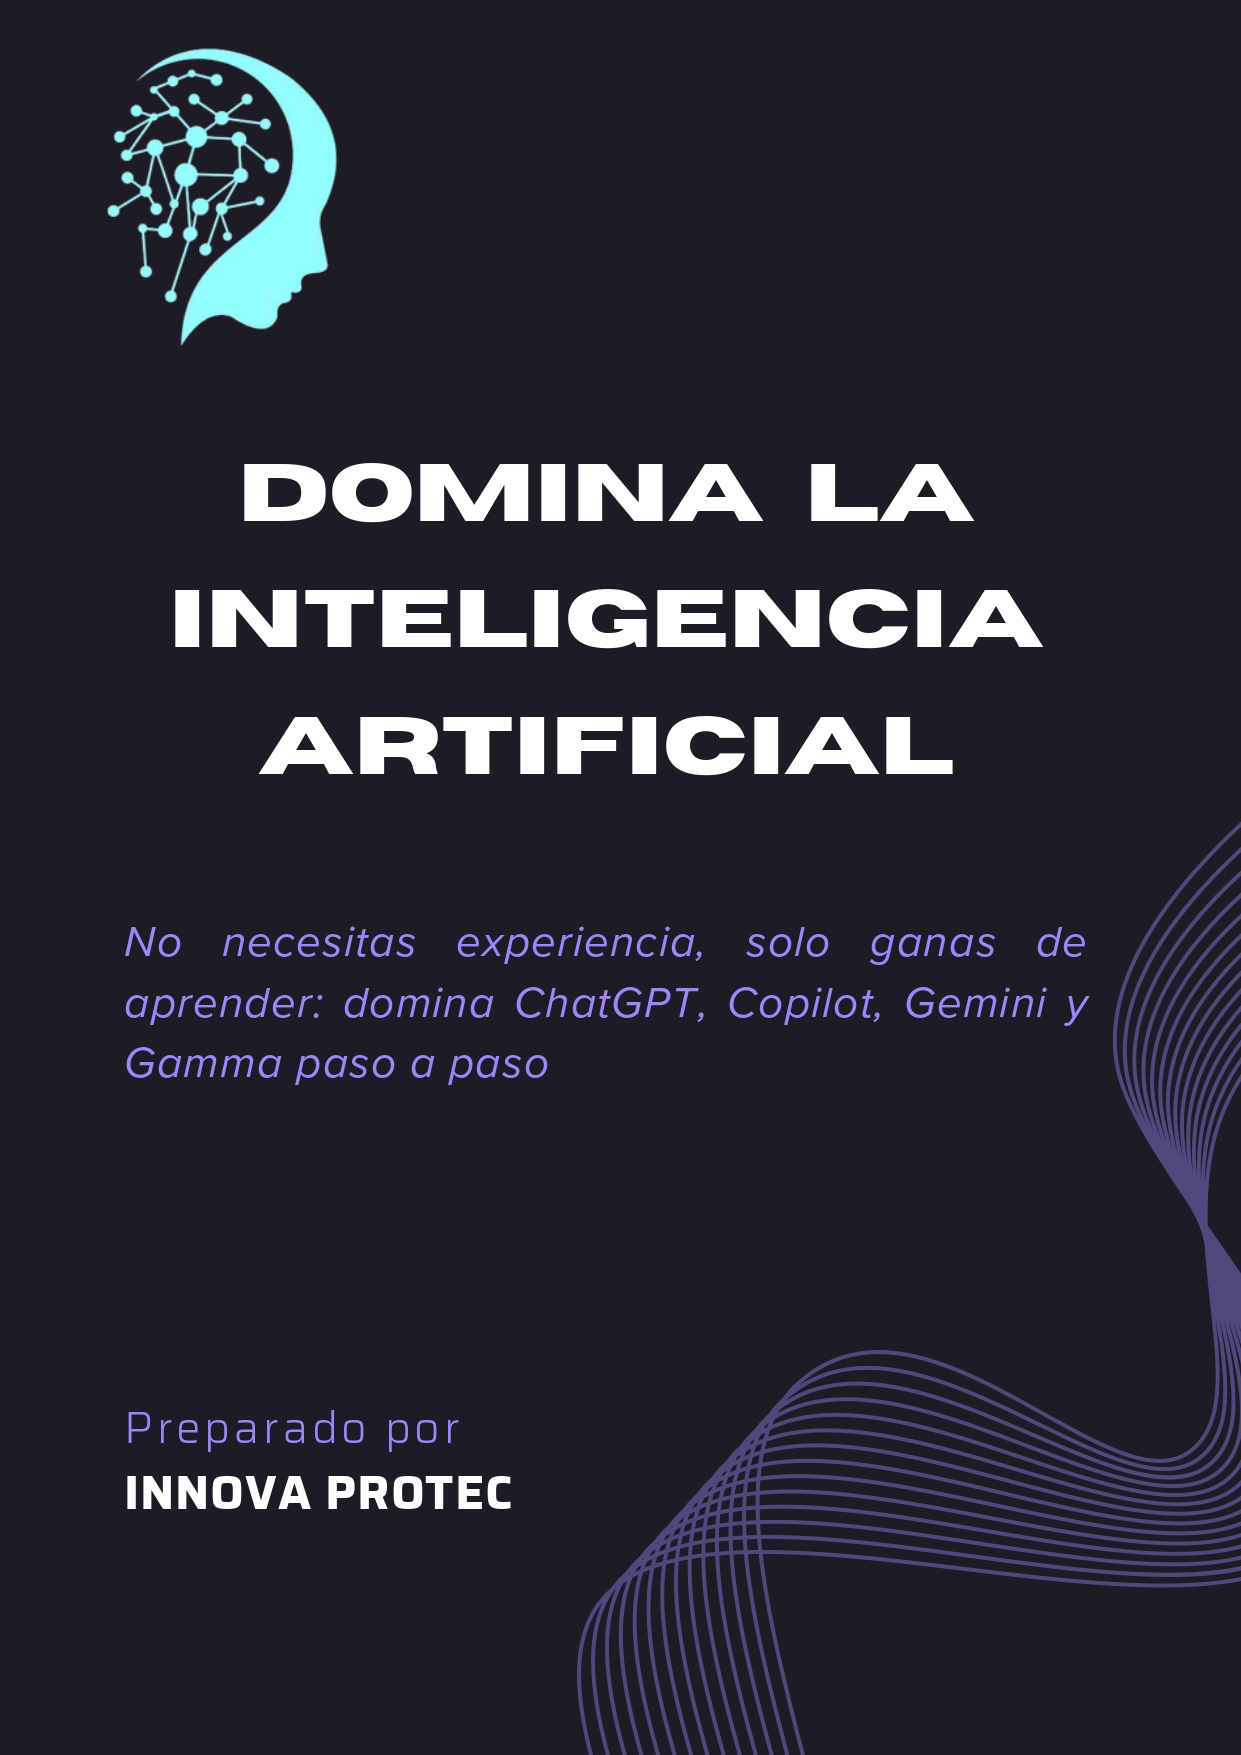 DOMINA LA
INTELIGENCIA
ARTIFICIAL
No necesitas experiencia, solo ganas de
aprender: domina ChatGPT, Copilot, Gemini y
Gamma paso a paso
Preparado por
INNOVA PROTEC